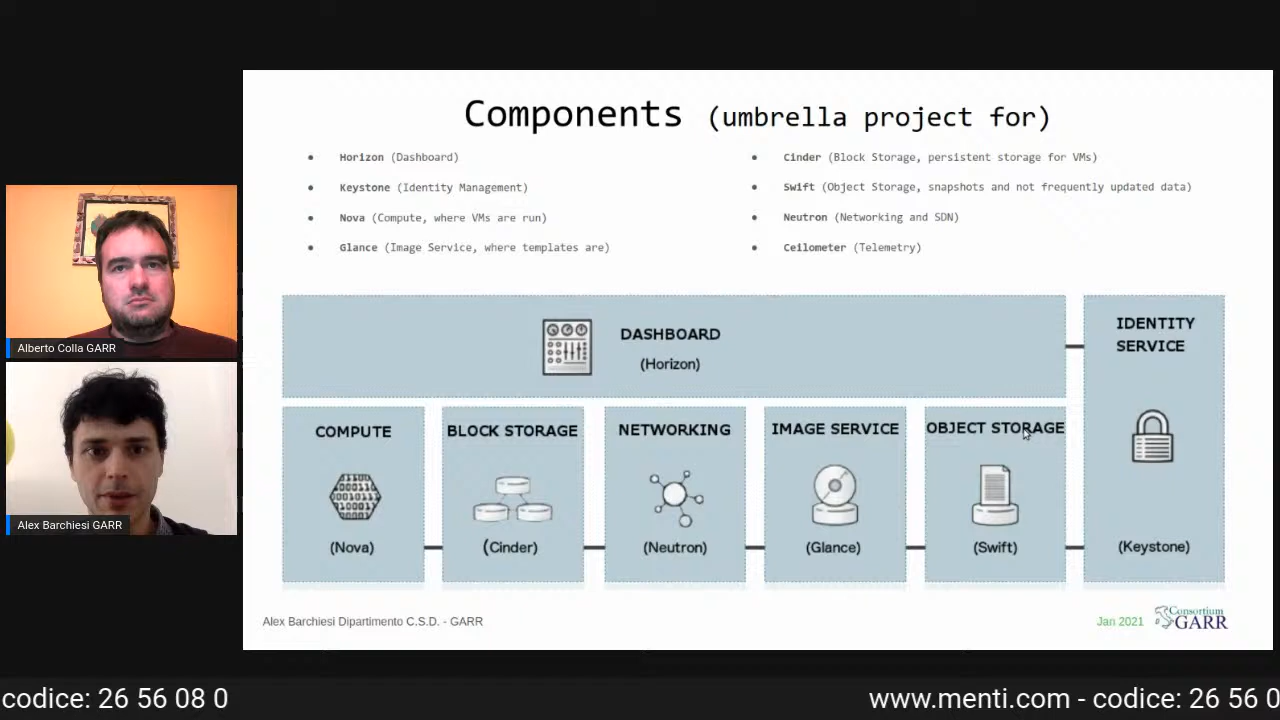 Components (umbrella project for)
• Horizon (Dashboard)
• Keystone (Identity Management)
• Nova (Compute, where VMs are run)
• Glance (Image Service, where templates are)
• Cinder (Block Storage, persistent storage for VMs)
• Swift (Object Storage, snapshots and not frequently updated data)
• Neutron (Networking and SDN)
• Ceilometer (Telemetry)
DASHBOARD
(Horizon)
IDENTITY
SERVICE
(Keystone)
COMPUTE
(Nova)
BLOCK STORAGE
(Cinder)
NETWORKING
(Neutron)
IMAGE SERVICE
(Glance)
OBJECT STORAGE
(Swift)
Alberto Colla GARR
Alex Barchiesi GARR
Alex Barchiesi Dipartimento C.S.D. - GARR
Jan 2021
Consortium
GARR
codice: 26 56 08 0
www.menti.com - codice: 26 56 0